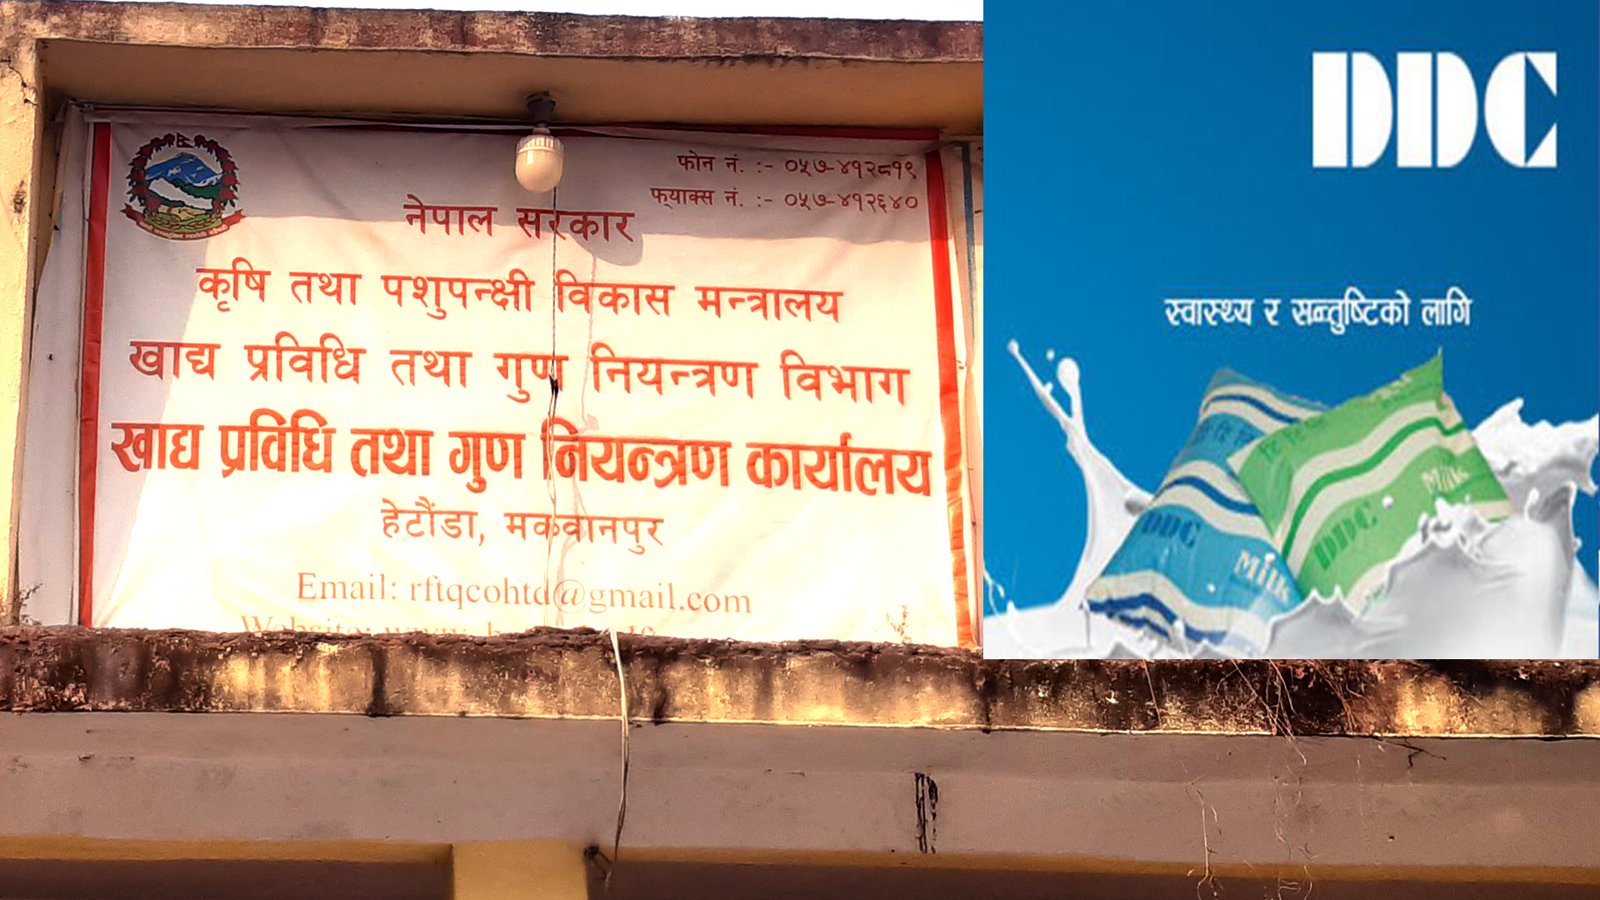 फोन नं. :- ०५७-४१२८१९
फ्याक्स नं. :- ०५७-४१२६४०
नेपाल सरकार
कृषि तथा पशुपन्क्षी विकास मन्त्रालय
खाद्य प्रविधि तथा गुण नियन्त्रण विभाग
खाद्य प्रविधि तथा गुण नियन्त्रण कार्यालय
हेटौंडा, मकवानपुर
Email: rftqcohtd@gmail.com
DDC
स्वास्थ्य र सन्तुष्टिको लागि
DDC
Milk
DDC
Milk